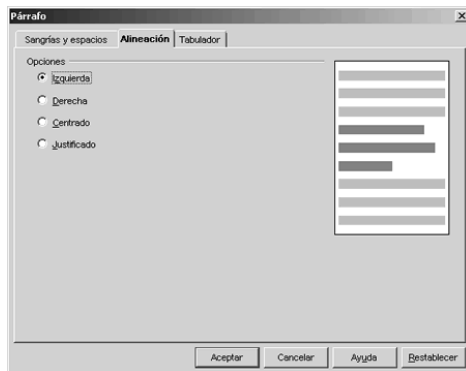 Párrafo
Sangrías y espacios Alineación Tabulador
Opciones
Izquierda
Derecha
Centrado
Justificado
Aceptar Cancelar Ayuda Restablecer